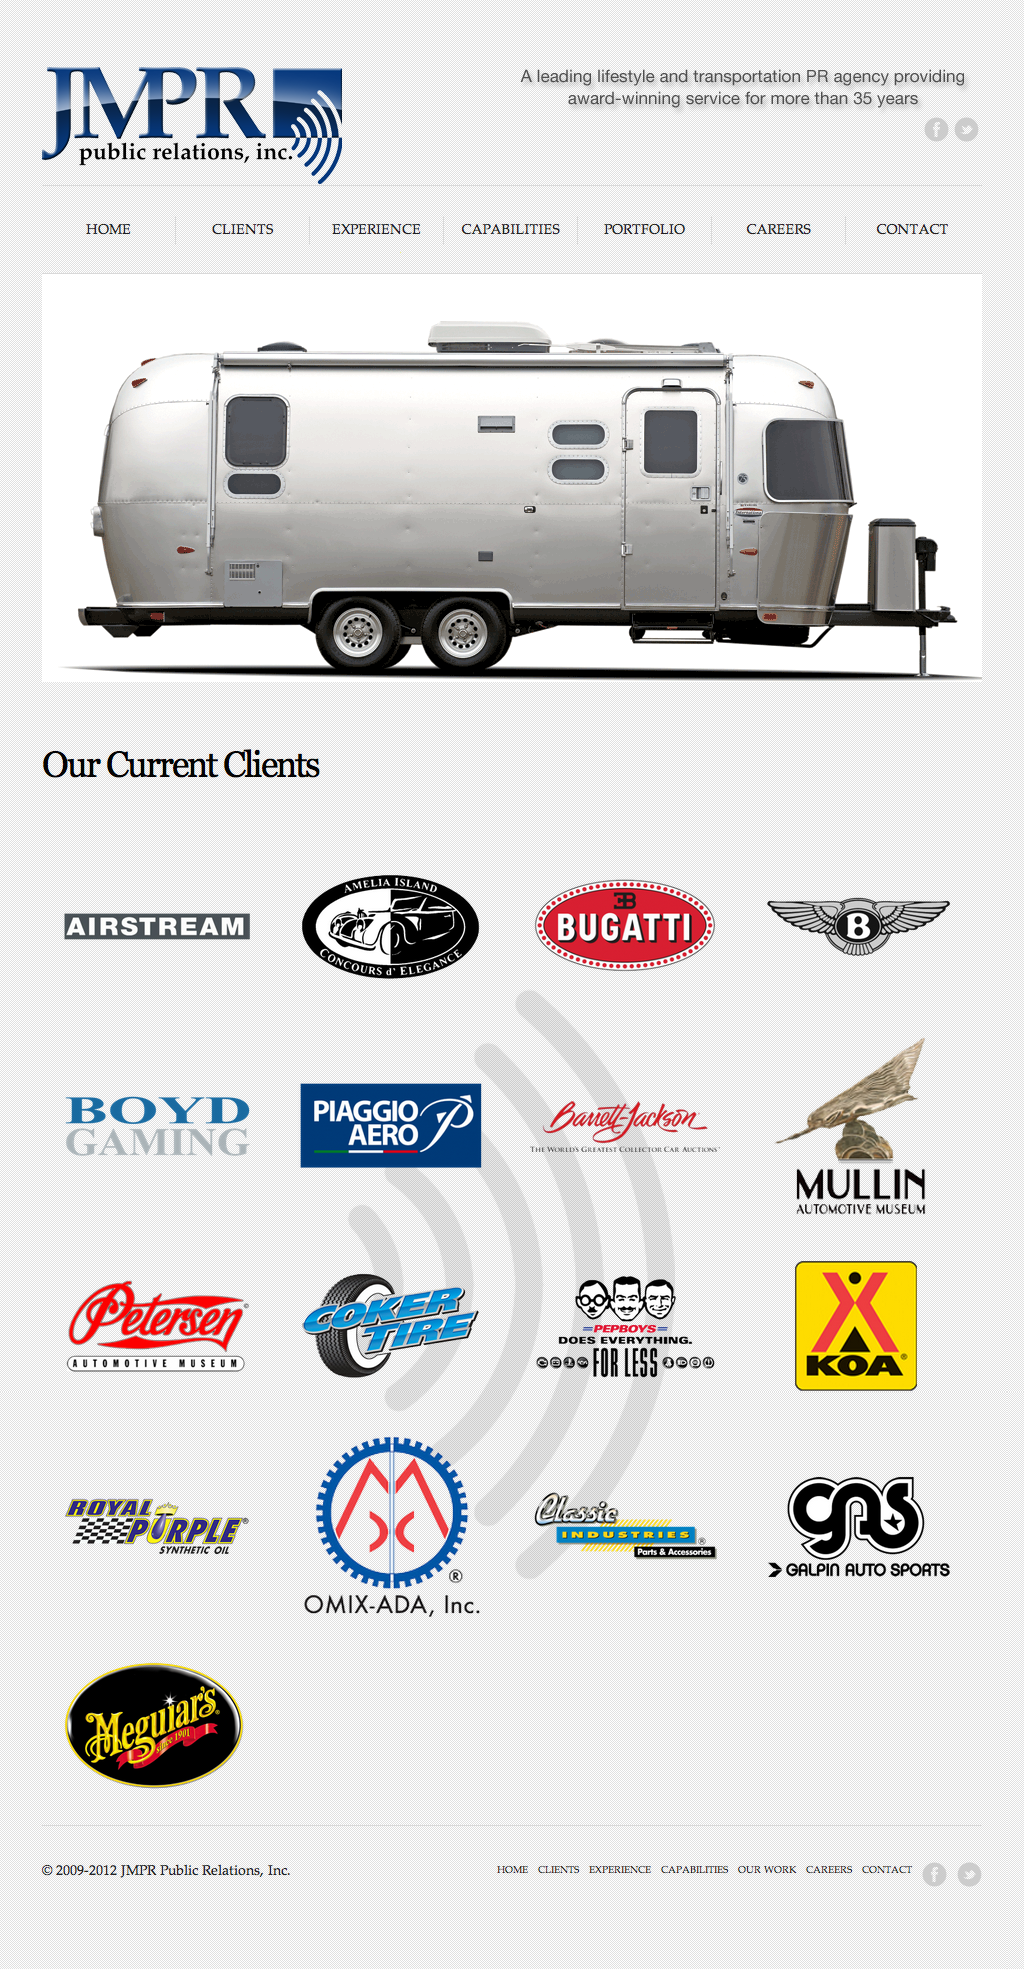 JMPR
public relations, inc.
A leading lifestyle and transportation PR agency providing
award-winning service for more than 35 years
HOME CLIENTS EXPERIENCE CAPABILITIES PORTFOLIO CAREERS CONTACT
Our Current Clients
AIRSTREAM
AMELIA ISLAND
CONCOURS d' ELEGANCE
EB
BUGATTI
B
BOYD
GAMING
PIAGGIO
AERO
Barrett-Jackson
THE WORLD'S GREATEST COLLECTOR CAR AUCTIONS
MULLIN
AUTOMOTIVE MUSEUM
Petersen
AUTOMOTIVE MUSEUM
COKER
TIRE
PEPBOYS
DOES EVERYTHING.
FOR LESS
KOA®
ROYAL
PURPLE®
SYNTHETIC OIL
®
OMIX-ADA, Inc.
Classic
INDUSTRIES®
Parts & Accessories
gas
GALPIN AUTO SPORTS
Meguiar's
since 1901
© 2009-2012 JMPR Public Relations, Inc.
HOME CLIENTS EXPERIENCE CAPABILITIES OUR WORK CAREERS CONTACT